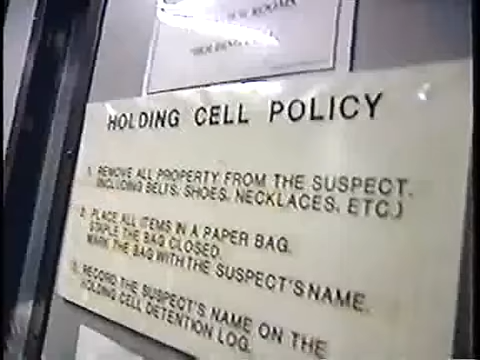 HOLDING CELL POLICY
1. REMOVE ALL PROPERTY FROM THE SUSPECT.
(INCLUDING BELTS, SHOES, NECKLACES, ETC.)
2. PLACE ALL ITEMS IN A PAPER BAG.
STAPLE THE BAG CLOSED.
MARK THE BAG WITH THE SUSPECT'S NAME.
3. RECORD THE SUSPECT'S NAME ON THE
HOLDING CELL DETENTION LOG.